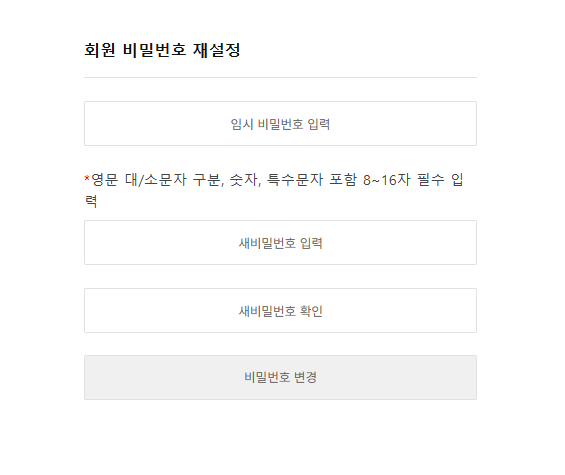 회원 비밀번호 재설정
임시 비밀번호 입력
*영문 대/소문자 구분, 숫자, 특수문자 포함 8~16자 필수 입
력
새비밀번호 입력
새비밀번호 확인
비밀번호 변경